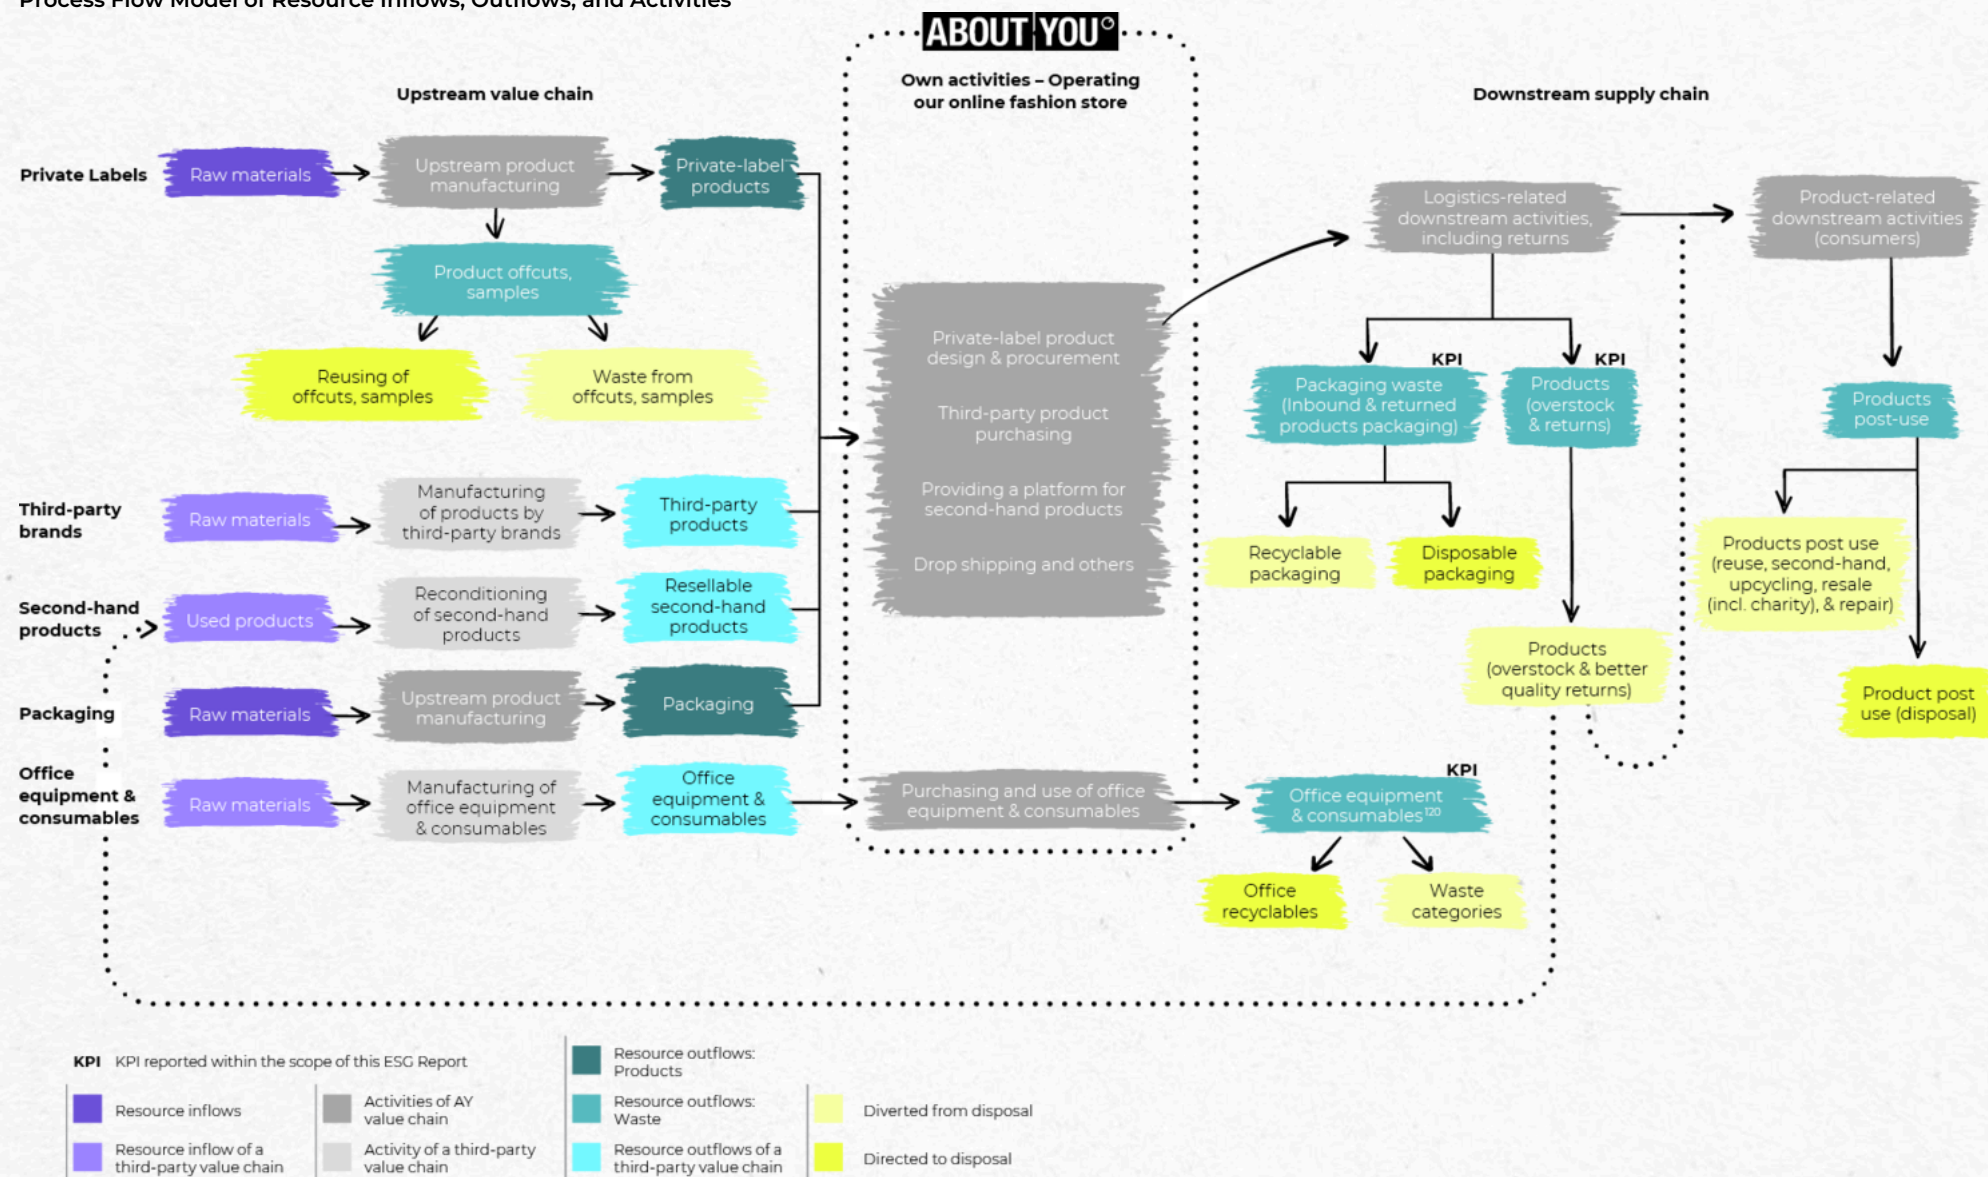 Process Flow Model of Resource Inflows, Outflows, and Activities
ABOUT YOU
Own activities – Operating
our online fashion store
Upstream value chain
Downstream supply chain
Private Labels
Raw materials
Upstream product
manufacturing
Private-label
products
Product offcuts,
samples
Reusing of
offcuts, samples
Waste from
offcuts, samples
Third-party
brands
Raw materials
Manufacturing
of products by
third-party brands
Third-party
products
Second-hand
products
Used products
Reconditioning
of second-hand
products
Resellable
second-hand
products
Packaging
Raw materials
Upstream product
manufacturing
Packaging
Office
equipment &
consumables
Raw materials
Manufacturing of
office equipment
& consumables
Office
equipment &
consumables
Private-label product
design & procurement
Third-party product
purchasing
Providing a platform for
second-hand products
Drop shipping and others
Purchasing and use of office
equipment & consumables
Logistics-related
downstream activities,
including returns
Product-related
downstream activities
(consumers)
KPI
Packaging waste
(Inbound & returned
products packaging)
KPI
Products
(overstock
& returns)
Products
post-use
Recyclable
packaging
Disposable
packaging
Products post use
(reuse, second-hand,
upcycling, resale
(incl. charity), & repair)
Products
(overstock & better
quality returns)
Product post
use (disposal)
KPI
Office equipment
& consumables120
Office
recyclables
Waste
categories
KPI KPI reported within the scope of this ESG Report
Resource inflows
Resource inflow of a
third-party value chain
Activities of AY
value chain
Activity of a third-party
value chain
Resource outflows:
Products
Resource outflows:
Waste
Resource outflows of a
third-party value chain
Diverted from disposal
Directed to disposal